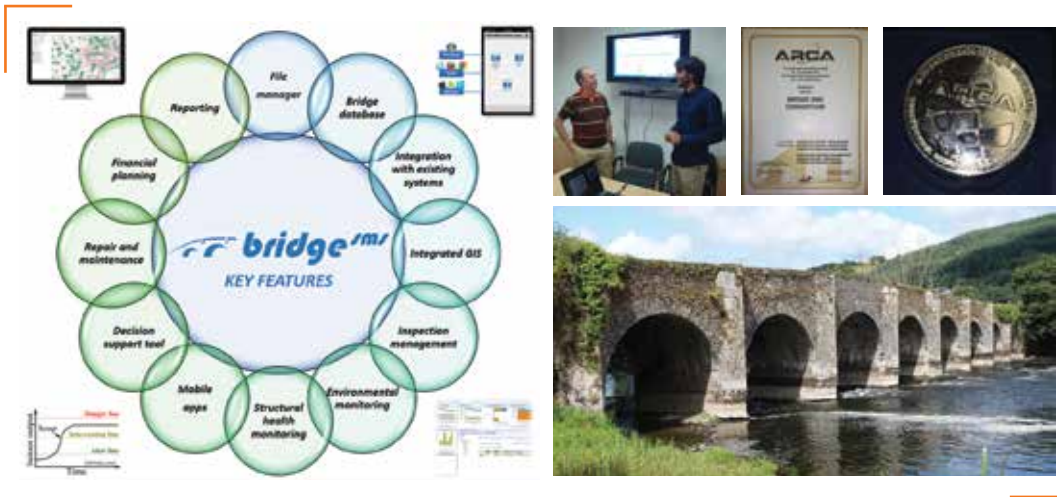 File
manager
Bridge
database
Integration
with existing
systems
Integrated GIS
Inspection
management
Environmental
monitoring
Structural
health
monitoring
Mobile
apps
Decision
support tool
Repair and
maintenance
Financial
planning
Reporting
bridge sms
KEY FEATURES
Time
ARCA
ARCA